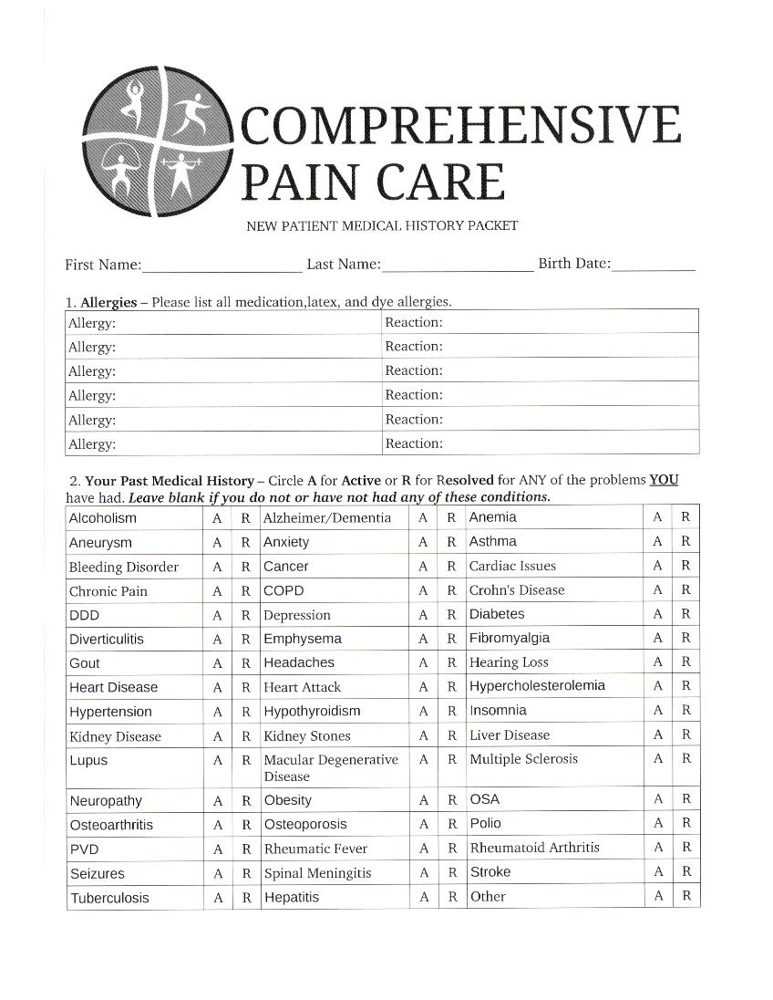 COMPREHENSIVE
PAIN CARE
NEW PATIENT MEDICAL HISTORY PACKET
First Name:____________________ Last Name:____________________ Birth Date:___________
1. Allergies – Please list all medication,latex, and dye allergies.
Allergy: Reaction:
Allergy: Reaction:
Allergy: Reaction:
Allergy: Reaction:
Allergy: Reaction:
Allergy: Reaction:
2. Your Past Medical History – Circle A for Active or R for Resolved for ANY of the problems YOU
have had. Leave blank if you do not or have not had any of these conditions.
Alcoholism A R Alzheimer/Dementia A R Anemia A R
Aneurysm A R Anxiety A R Asthma A R
Bleeding Disorder A R Cancer A R Cardiac Issues A R
Chronic Pain A R COPD A R Crohn's Disease A R
DDD A R Depression A R Diabetes A R
Diverticulitis A R Emphysema A R Fibromyalgia A R
Gout A R Headaches A R Hearing Loss A R
Heart Disease A R Heart Attack A R Hypercholesterolemia A R
Hypertension A R Hypothyroidism A R Insomnia A R
Kidney Disease A R Kidney Stones A R Liver Disease A R
Lupus A R Macular Degenerative A R Multiple Sclerosis A R
Disease
Neuropathy A R Obesity A R OSA A R
Osteoarthritis A R Osteoporosis A R Polio A R
PVD A R Rheumatic Fever A R Rheumatoid Arthritis A R
Seizures A R Spinal Meningitis A R Stroke A R
Tuberculosis A R Hepatitis A R Other A R